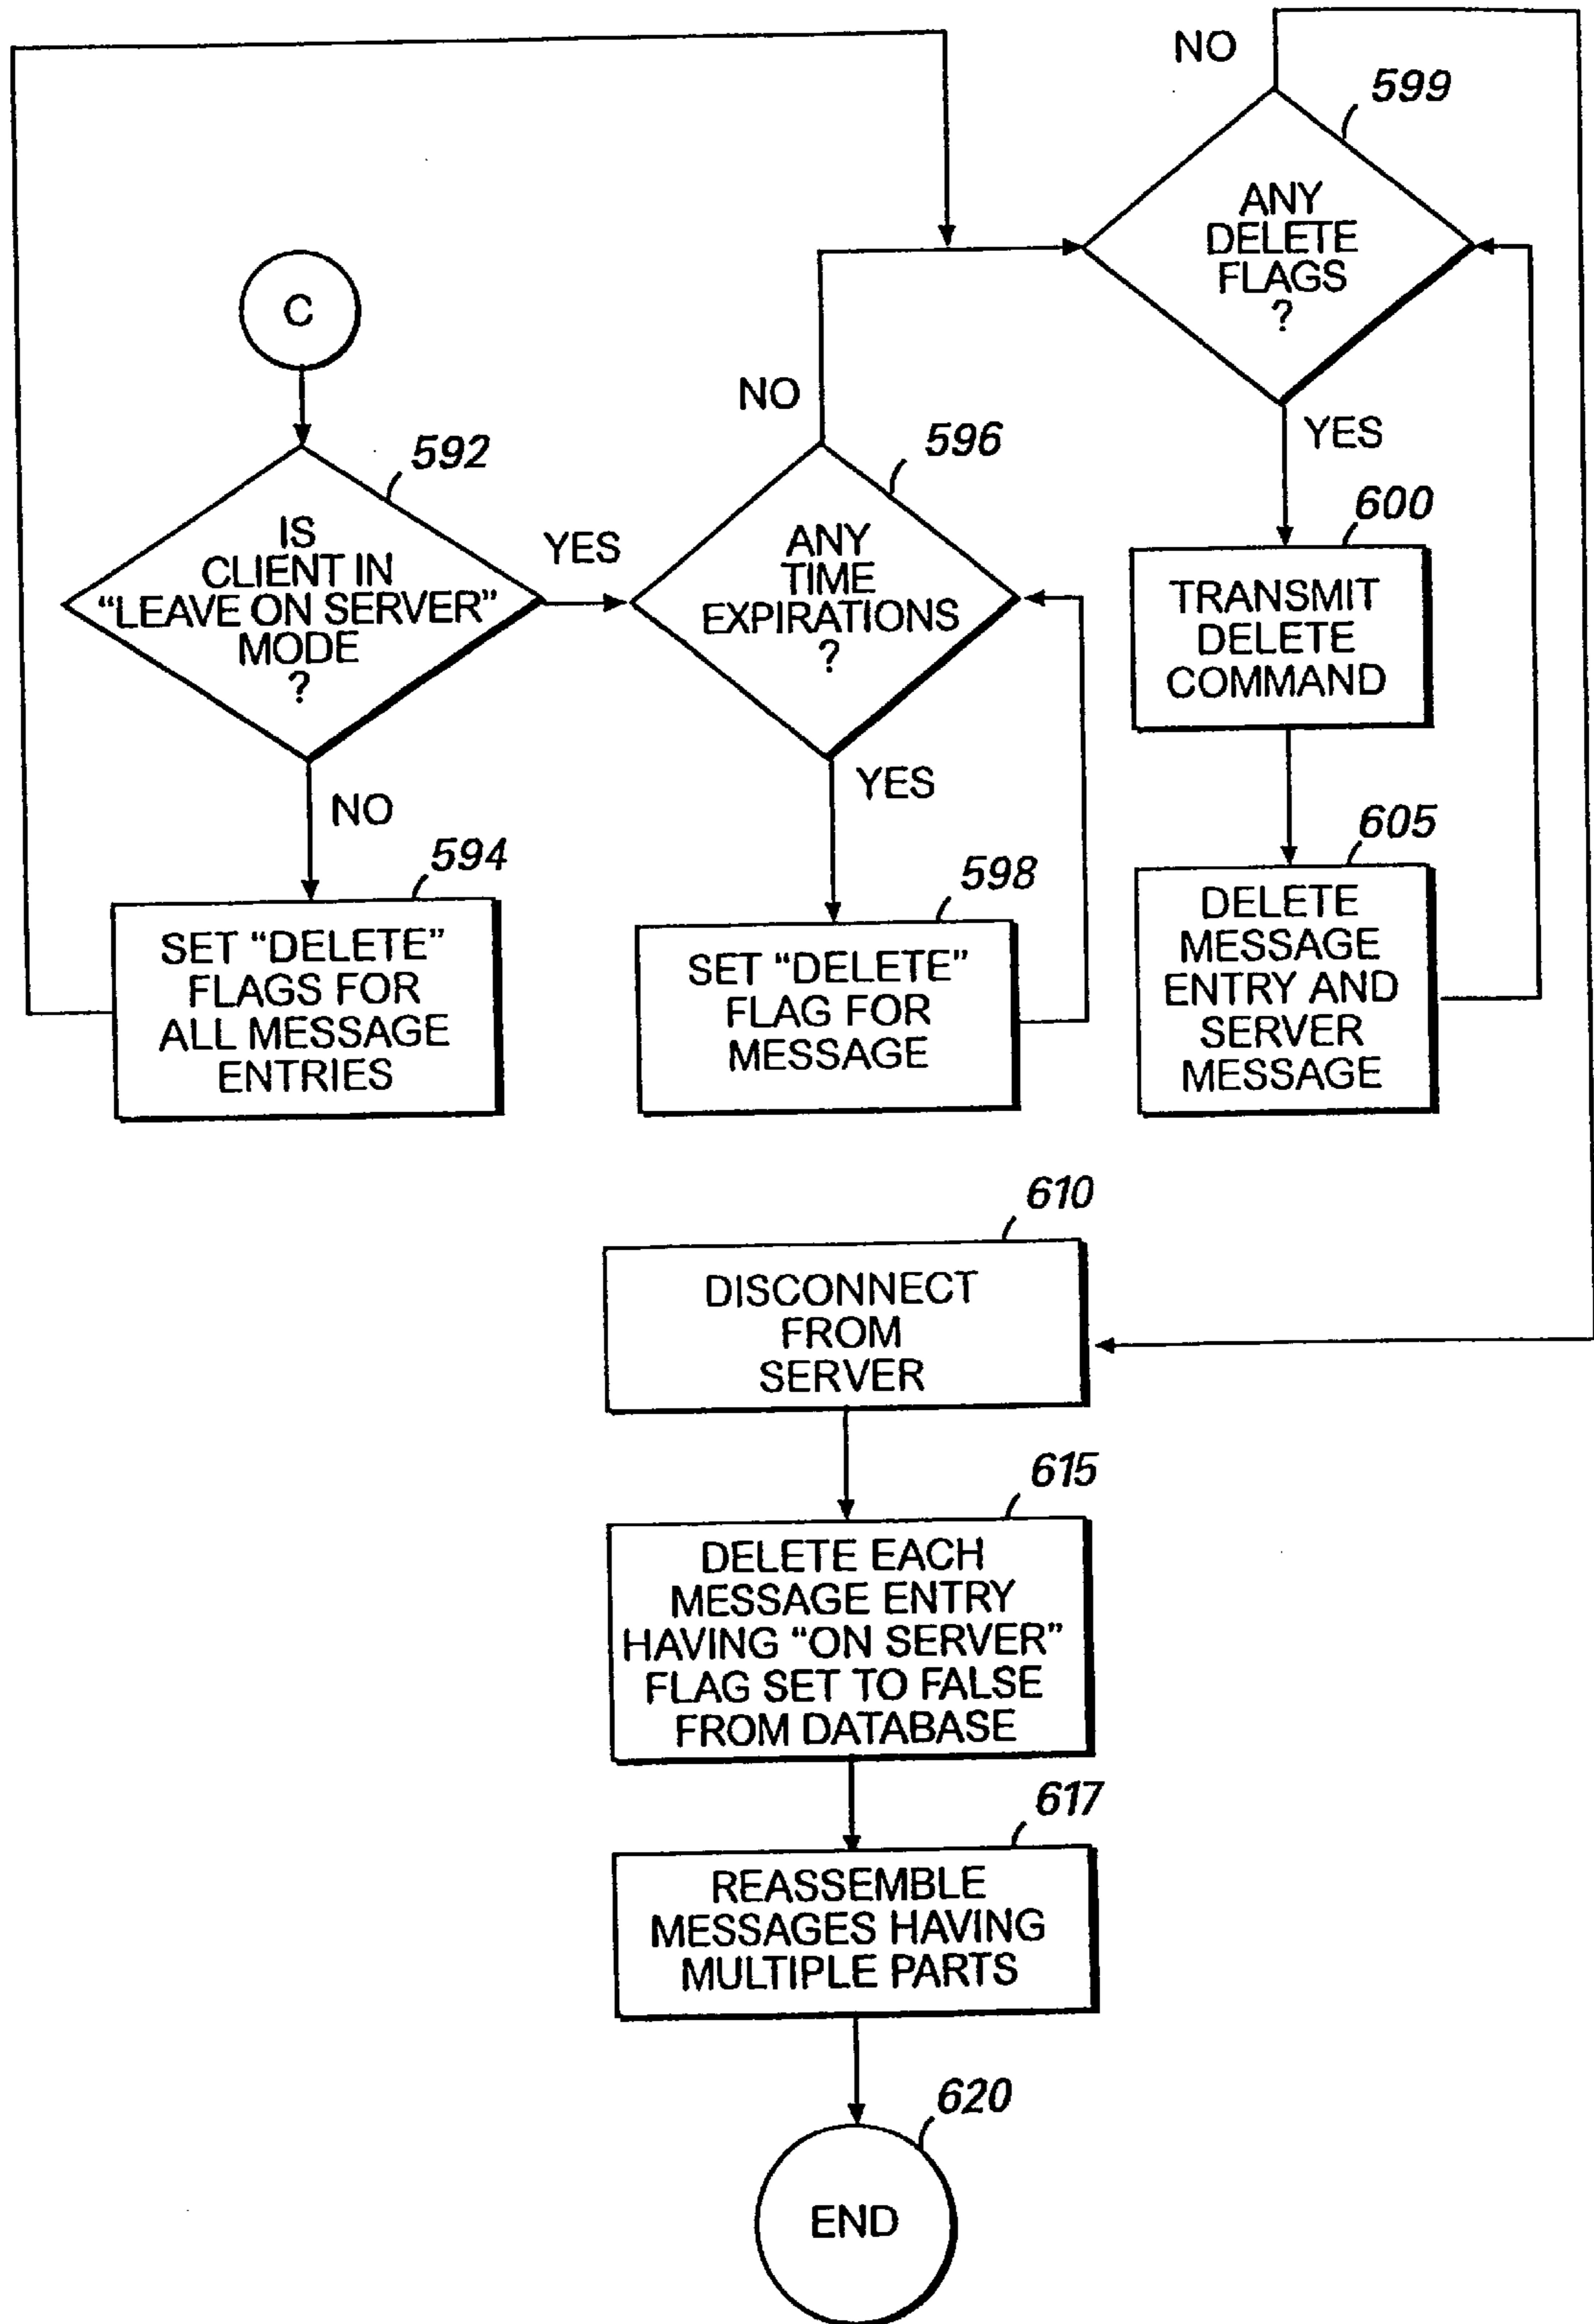 NO
599
ANY
DELETE
FLAGS
?
C
592
IS
CLIENT IN
“LEAVE ON SERVER”
MODE
?
YES
NO
596
ANY
TIME
EXPIRATIONS
?
YES
600
TRANSMIT
DELETE
COMMAND
NO
594
SET “DELETE”
FLAGS FOR
ALL MESSAGE
ENTRIES
YES
598
SET “DELETE”
FLAG FOR
MESSAGE
605
DELETE
MESSAGE
ENTRY AND
SERVER
MESSAGE
610
DISCONNECT
FROM
SERVER
615
DELETE EACH
MESSAGE ENTRY
HAVING “ON SERVER”
FLAG SET TO FALSE
FROM DATABASE
617
REASSEMBLE
MESSAGES HAVING
MULTIPLE PARTS
620
END